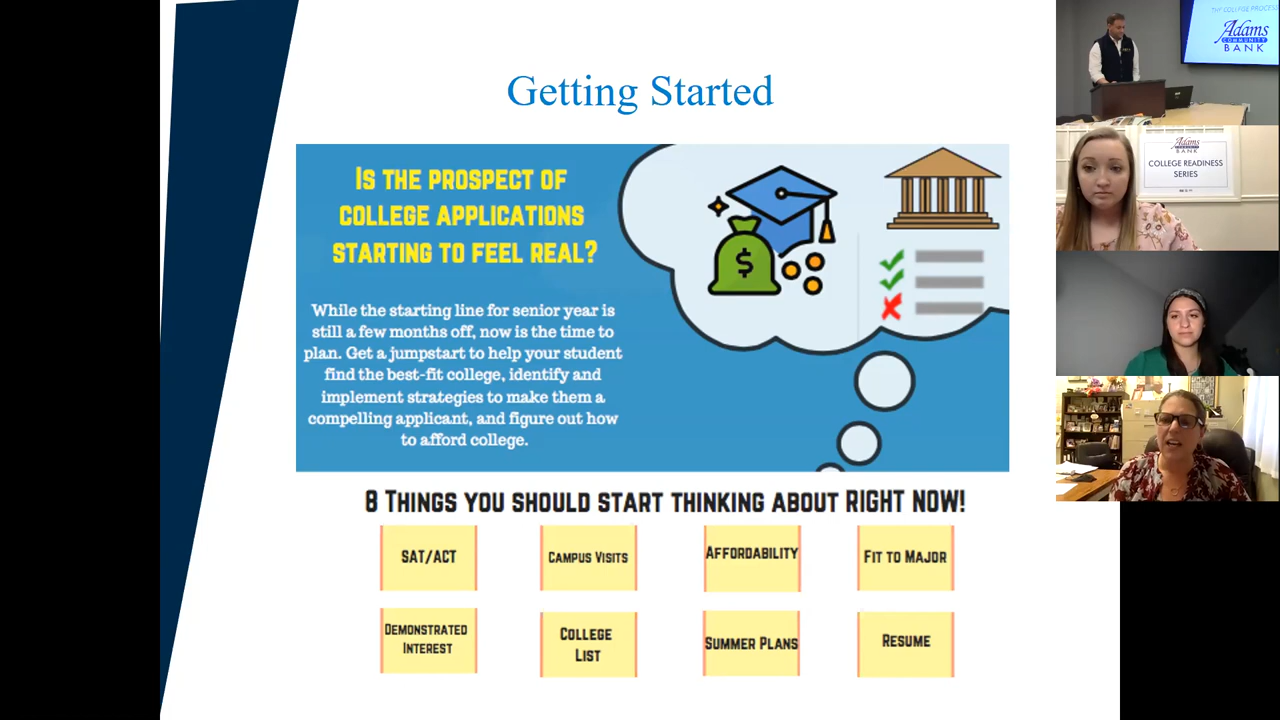 Getting Started
IS THE PROSPECT OF
COLLEGE APPLICATIONS
STARTING TO FEEL REAL?
While the starting line for senior year is
still a few months off, now is the time to
plan. Get a jumpstart to help your student
find the best-fit college, identify and
implement strategies to make them a
compelling applicant, and figure out how
to afford college.
$
8 THINGS YOU SHOULD START THINKING ABOUT RIGHT NOW!
SAT/ACT
CAMPUS VISITS
AFFORDABILITY
FIT TO MAJOR
DEMONSTRATED
INTEREST
COLLEGE
LIST
SUMMER PLANS
RESUME
THE COLLEGE PROCESS
Adams
COMMUNITY
BANK
Adams
COMMUNITY
BANK
COLLEGE READINESS
SERIES